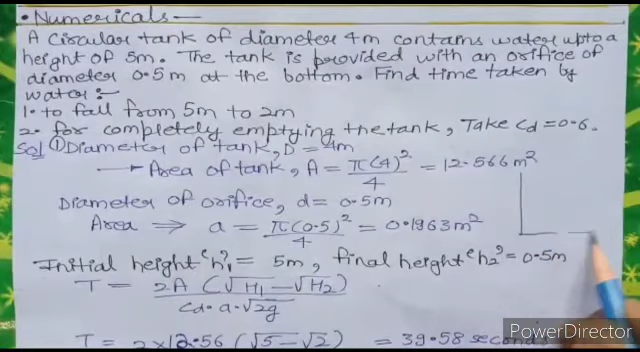 • Numericals —
A Circular tank of diameter 4m contains water upto a
height of 5m. The tank is provided with an orifice of
diameter 0.5m at the bottom. Find time taken by
water :-
1. to fall from 5m to 2m
2. for completely emptying the tank, Take Cd = 0.6.
Sol ① Diameter of tank, D = 4m
→ Area of tank, A = π(4)²/4 = 12.566m²
Diameter of orifice, d = 0.5m
Area ⇒ a = π(0.5)²/4 = 0.1963m²
Initial height 'h₁' = 5m, final height 'h₂' = 0.5m
T = 2A (√H₁ - √H₂) / Cd·a·√2g
T = 2×12.56 (√5 - √2) = 39.58 seconds
PowerDirector